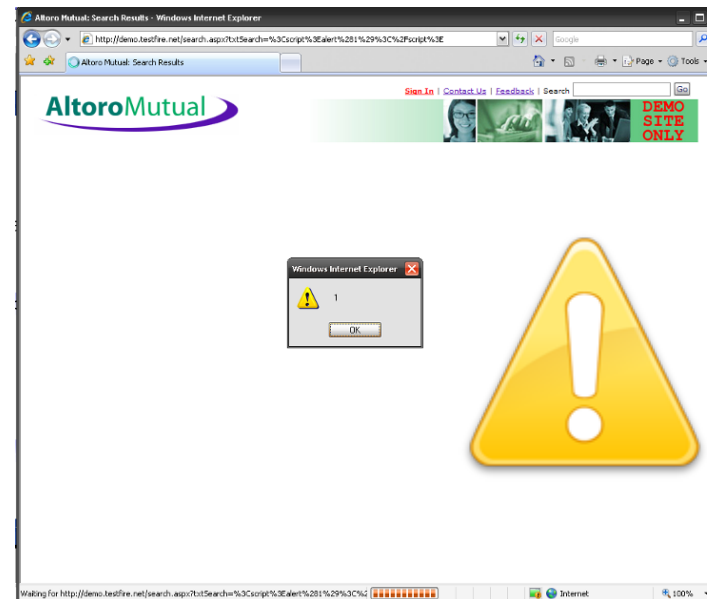 Altoro Mutual: Search Results - Windows Internet Explorer
http://demo.testfire.net/search.aspx?txtSearch=%3Cscript%3Ealert%281%29%3C%2Fscript%3E
Google
Altoro Mutual: Search Results
Page
Tools
Sign In | Contact Us | Feedback | Search
Go
AltoroMutual
DEMO
SITE
ONLY
Windows Internet Explorer
1
OK
Waiting for http://demo.testfire.net/search.aspx?txtSearch=%3Cscript%3Ealert%281%29%3C%2
Internet
100%